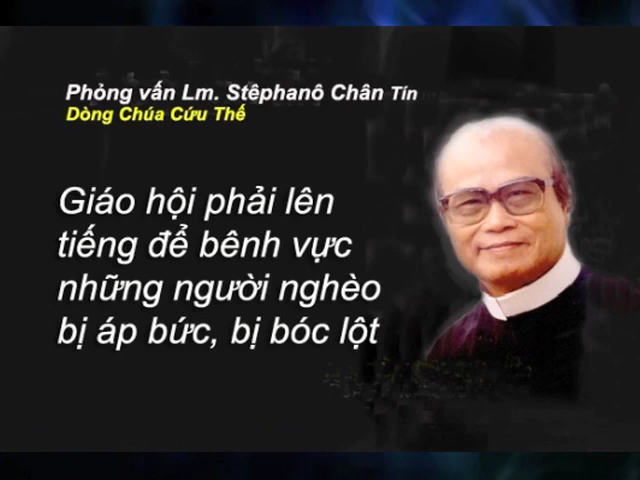 Phỏng vấn Lm. Stêphanô Chân Tín
Dòng Chúa Cứu Thế
Giáo hội phải lên
tiếng để bênh vực
những người nghèo
bị áp bức, bị bóc lột